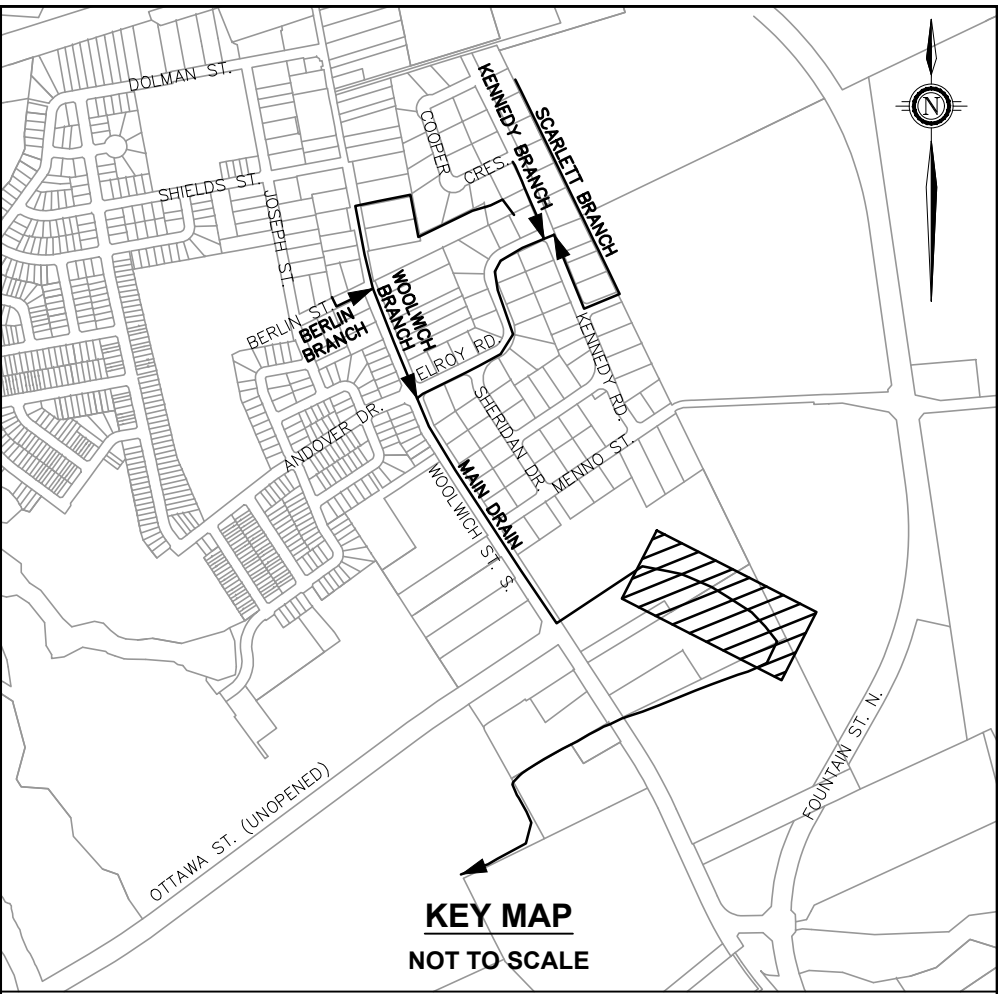 DOLMAN ST.
KENNEDY BRANCH
SCARLETT BRANCH
N
COOPER
CRES.
SHIELDS ST.
JOSEPH ST.
WOOLWICH
BRANCH
BERLIN ST.
BERLIN
BRANCH
ELROY RD.
KENNEDY RD.
SHERIDAN DR.
ANDOVER DR.
MENNO ST.
MAIN DRAIN
WOOLWICH ST. S.
FOUNTAIN ST. N.
OTTAWA ST. (UNOPENED)
KEY MAP
NOT TO SCALE